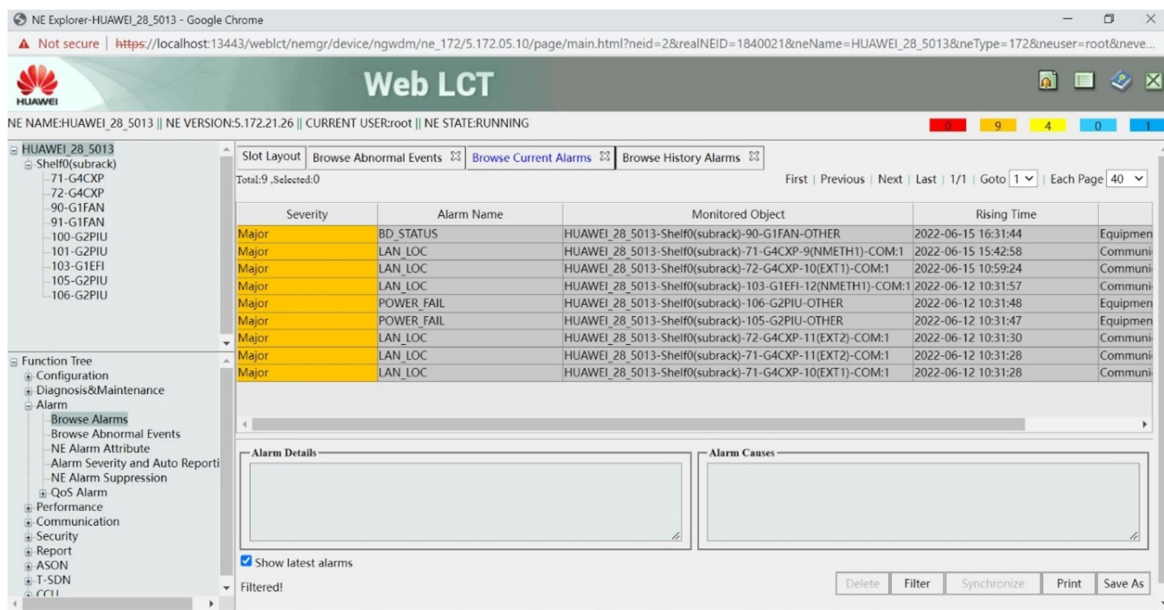 NE Explorer-HUAWEI_28_5013 - Google Chrome
Not secure | https://localhost:13443/weblct/nemgr/device/ngwdm/ne_172/5.172.05.10/page/main.html?neid=2&realNEID=1840021&neName=HUAWEI_28_5013&neType=172&neuser=root&neve...
HUAWEI
Web LCT
NE NAME:HUAWEI_28_5013 || NE VERSION:5.172.21.26 || CURRENT USER:root || NE STATE:RUNNING
0 9 4 0 1
HUAWEI_28_5013
Shelf0(subrack)
71-G4CXP
72-G4CXP
90-G1FAN
91-G1FAN
100-G2PIU
101-G2PIU
103-G1EFI
105-G2PIU
106-G2PIU
Function Tree
Configuration
Diagnosis&Maintenance
Alarm
Browse Alarms
Browse Abnormal Events
NE Alarm Attribute
Alarm Severity and Auto Reporti
NE Alarm Suppression
QoS Alarm
Performance
Communication
Security
Report
ASON
T-SDN
CCU
Slot Layout Browse Abnormal Events Browse Current Alarms Browse History Alarms
Total:9 ,Selected:0 First | Previous | Next | Last | 1/1 | Goto 1 | Each Page 40
Severity Alarm Name Monitored Object Rising Time
Major BD_STATUS HUAWEI_28_5013-Shelf0(subrack)-90-G1FAN-OTHER 2022-06-15 16:31:44 Equipmen
Major LAN_LOC HUAWEI_28_5013-Shelf0(subrack)-71-G4CXP-9(NMETH1)-COM:1 2022-06-15 15:42:58 Communi
Major LAN_LOC HUAWEI_28_5013-Shelf0(subrack)-72-G4CXP-10(EXT1)-COM:1 2022-06-15 10:59:24 Communi
Major LAN_LOC HUAWEI_28_5013-Shelf0(subrack)-103-G1EFI-12(NMETH1)-COM:1 2022-06-12 10:31:57 Communi
Major POWER_FAIL HUAWEI_28_5013-Shelf0(subrack)-106-G2PIU-OTHER 2022-06-12 10:31:48 Equipmen
Major POWER_FAIL HUAWEI_28_5013-Shelf0(subrack)-105-G2PIU-OTHER 2022-06-12 10:31:47 Equipmen
Major LAN_LOC HUAWEI_28_5013-Shelf0(subrack)-72-G4CXP-11(EXT2)-COM:1 2022-06-12 10:31:30 Communi
Major LAN_LOC HUAWEI_28_5013-Shelf0(subrack)-71-G4CXP-11(EXT2)-COM:1 2022-06-12 10:31:28 Communi
Major LAN_LOC HUAWEI_28_5013-Shelf0(subrack)-71-G4CXP-10(EXT1)-COM:1 2022-06-12 10:31:28 Communi
Alarm Details Alarm Causes
Show latest alarms
Filtered! Delete Filter Synchronize Print Save As